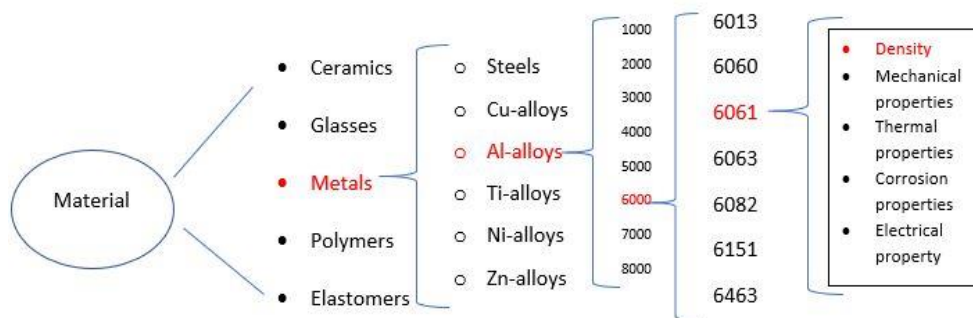 Material
Ceramics
Glasses
Metals
Polymers
Elastomers
Steels
Cu-alloys
Al-alloys
Ti-alloys
Ni-alloys
Zn-alloys
1000
2000
3000
4000
5000
6000
7000
8000
6013
6060
6061
6063
6082
6151
6463
Density
Mechanical
properties
Thermal
properties
Corrosion
properties
Electrical
property